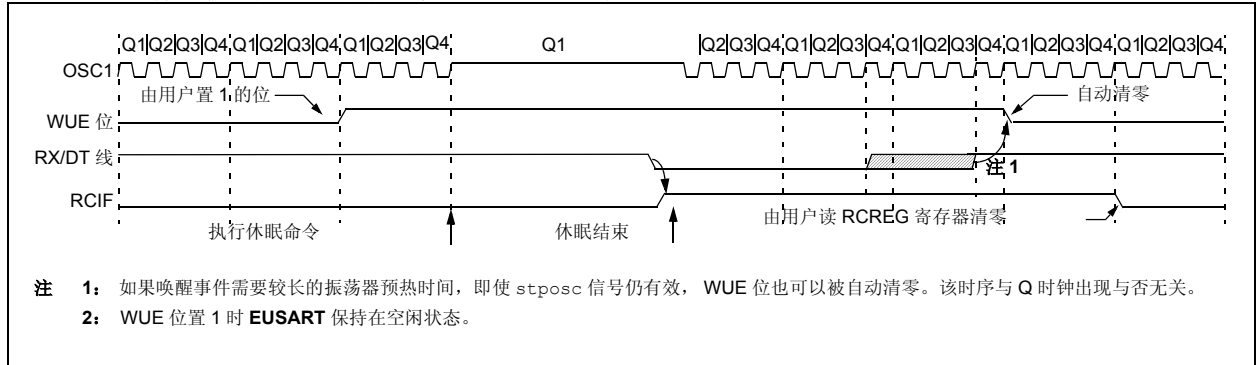 Q1|Q2|Q3|Q4|Q1|Q2|Q3|Q4|Q1|Q2|Q3|Q4 Q1 |Q2|Q3|Q4|Q1|Q2|Q3|Q4|Q1|Q2|Q3|Q4|Q1|Q2|Q3|Q4|Q1|Q2|Q3|Q4
OSC1
由用户置 1 的位
自动清零
WUE 位
RX/DT 线
注 1
RCIF
由用户读 RCREG 寄存器清零
执行休眠命令
休眠结束
注 1： 如果唤醒事件需要较长的振荡器预热时间，即使 stposc 信号仍有效， WUE 位也可以被自动清零。该时序与 Q 时钟出现与否无关。
2： WUE 位置 1 时 EUSART 保持在空闲状态。